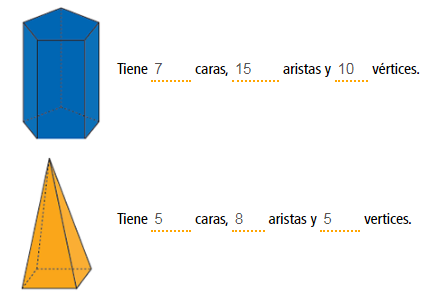 Tiene 7 caras, 15 aristas y 10 vértices.
Tiene 5 caras, 8 aristas y 5 vertices.